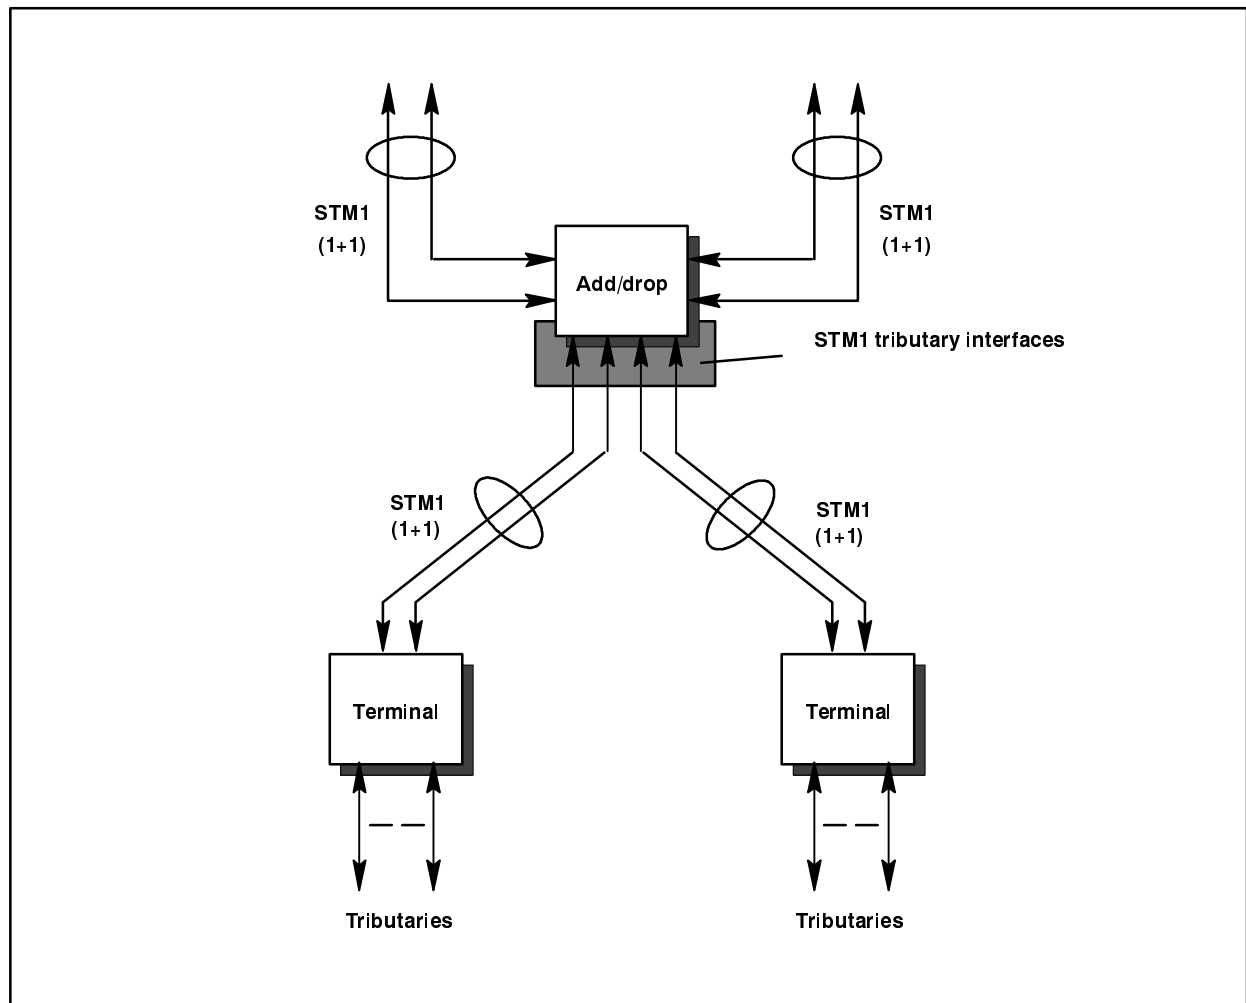 STM1
(1+1)
STM1
(1+1)
Add/drop
STM1 tributary interfaces
STM1
(1+1)
STM1
(1+1)
Terminal
Terminal
Tributaries
Tributaries